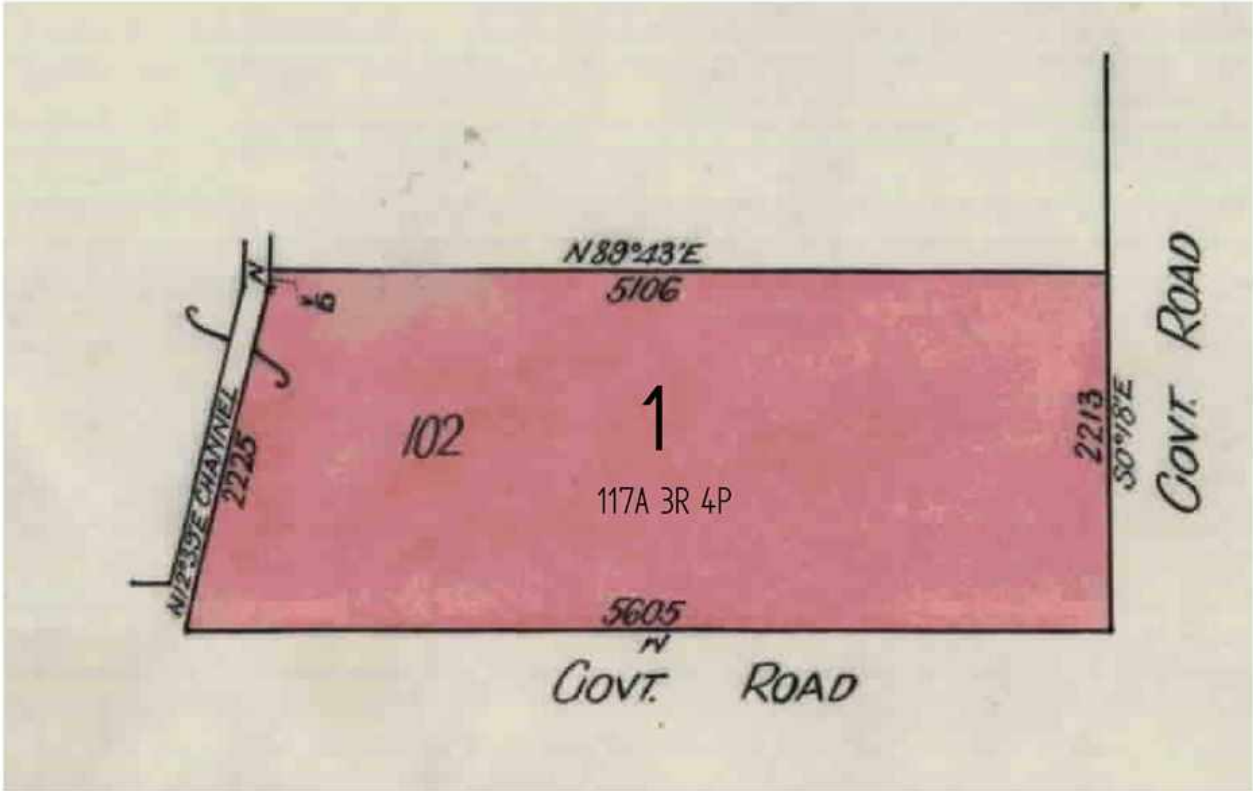 N89°43'E
5106
N
GOVT. ROAD
N12°39'E CHANNEL
2225
102
1
117A 3R 4P
2213
S0°18'E
5605
N
GOVT. ROAD